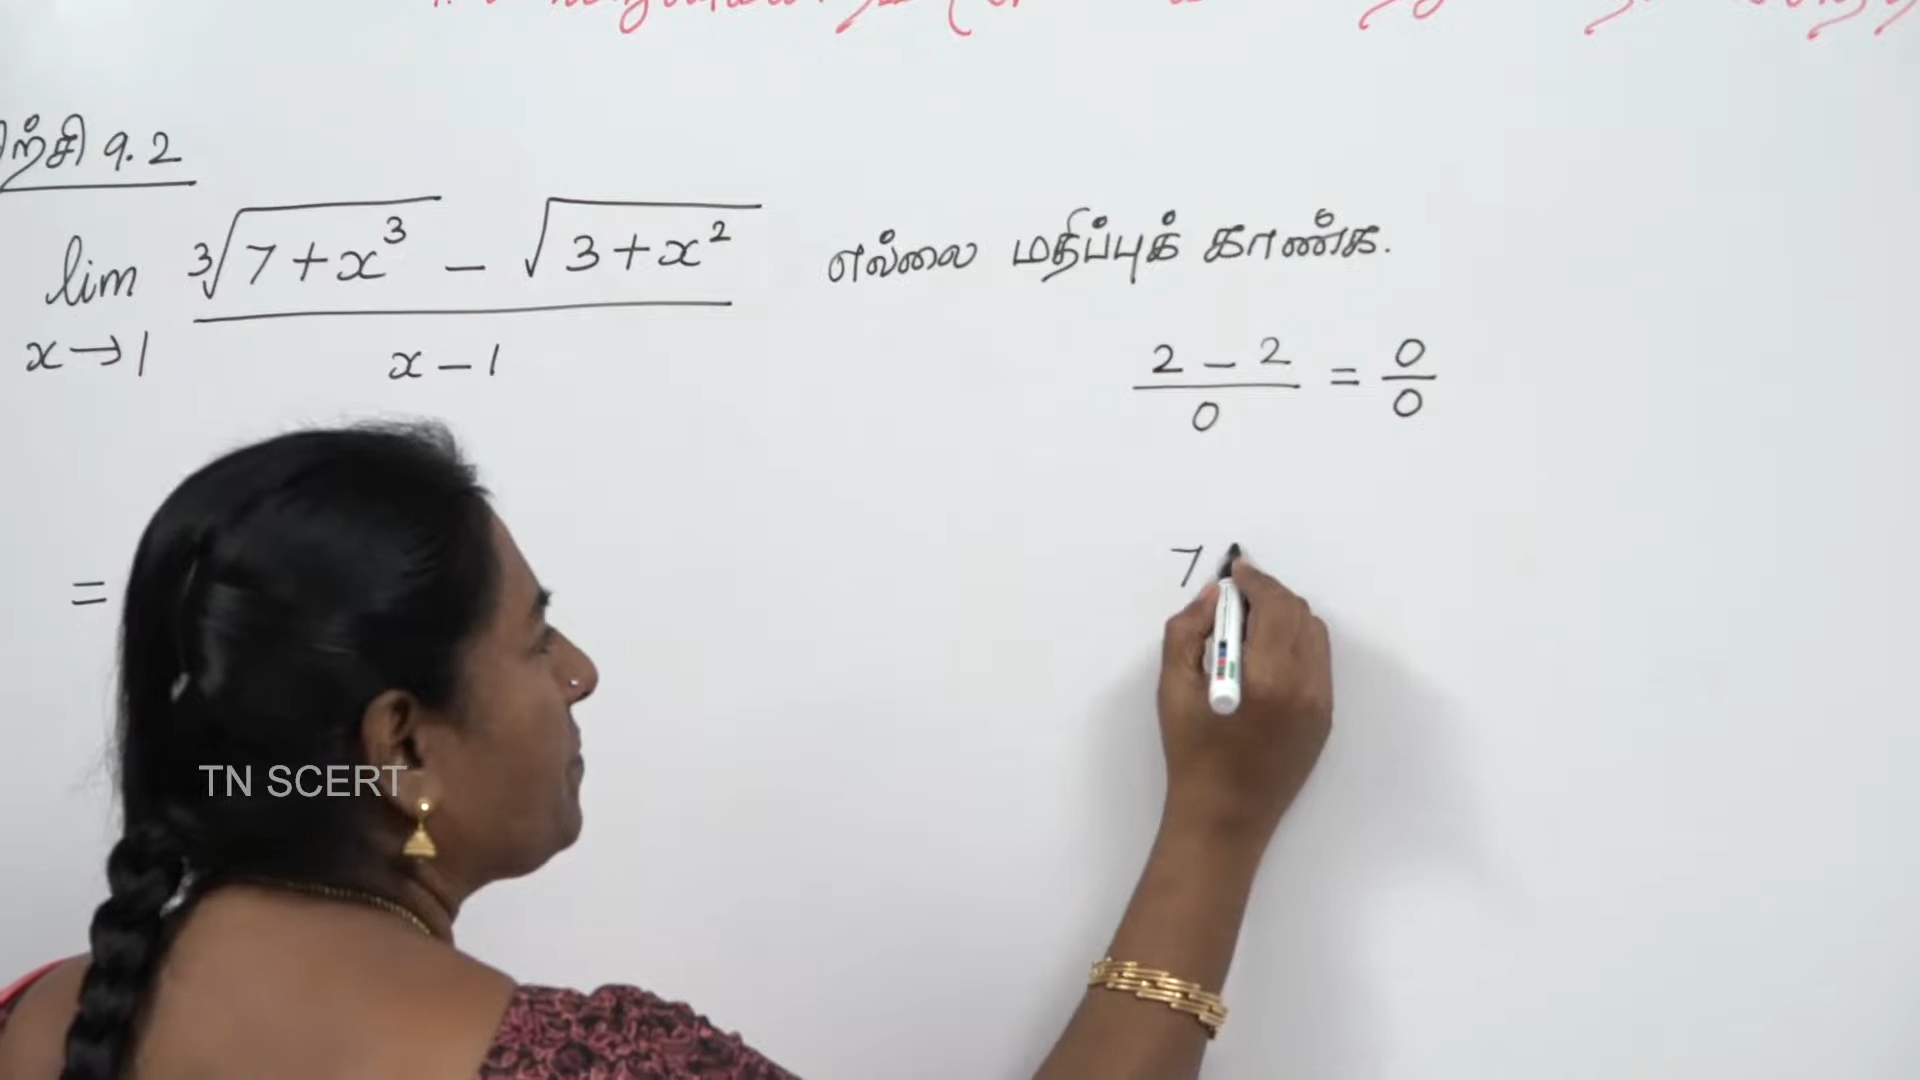 9.2
lim x→1 (∛(7+x³) − √(3+x²)) / (x−1) எல்லை மதிப்புக் காண்க.
(2 − 2)/0 = 0/0
= 7
TN SCERT